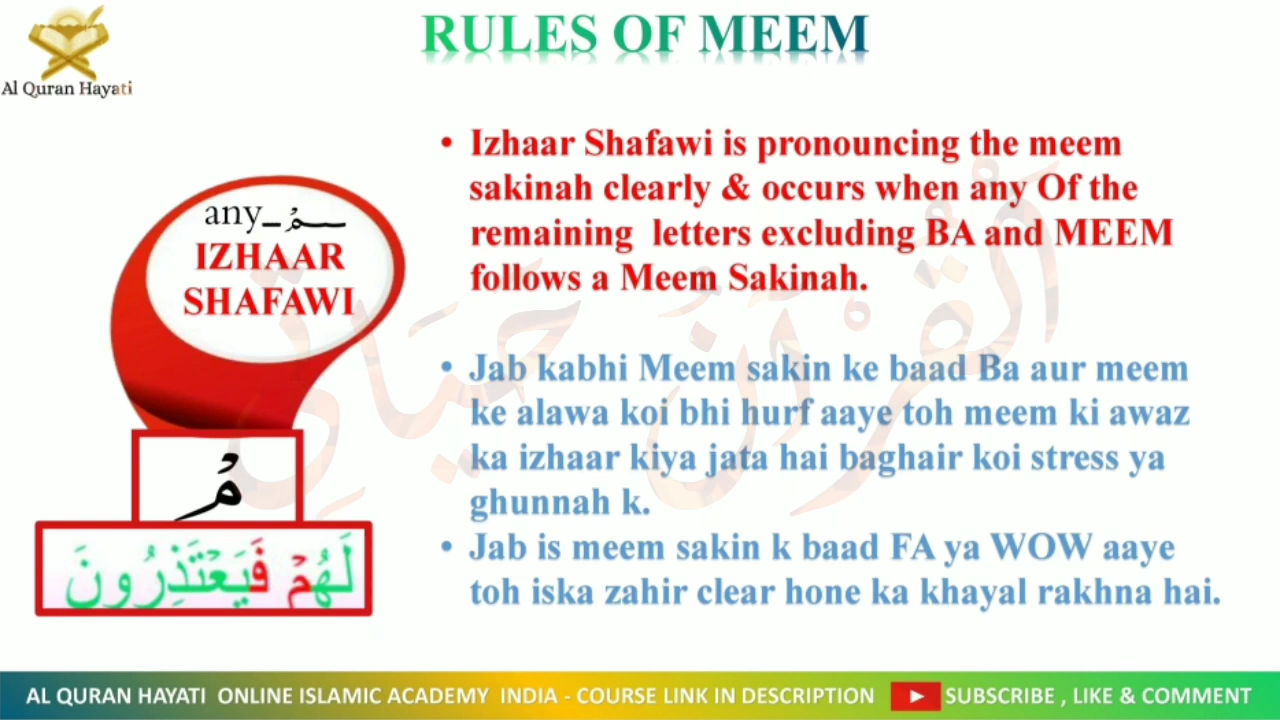 Al Quran Hayati
RULES OF MEEM
• Izhaar Shafawi is pronouncing the meem
sakinah clearly & occurs when any Of the
remaining letters excluding BA and MEEM
follows a Meem Sakinah.
any ـمْـ
IZHAAR
SHAFAWI
مْ
لَهُمْ فَيَعْتَذِرُونَ
• Jab kabhi Meem sakin ke baad Ba aur meem
ke alawa koi bhi hurf aaye toh meem ki awaz
ka izhaar kiya jata hai baghair koi stress ya
ghunnah k.
• Jab is meem sakin k baad FA ya WOW aaye
toh iska zahir clear hone ka khayal rakhna hai.
القُرْآنُ حَيَاتِي
AL QURAN HAYATI ONLINE ISLAMIC ACADEMY INDIA - COURSE LINK IN DESCRIPTION SUBSCRIBE , LIKE & COMMENT